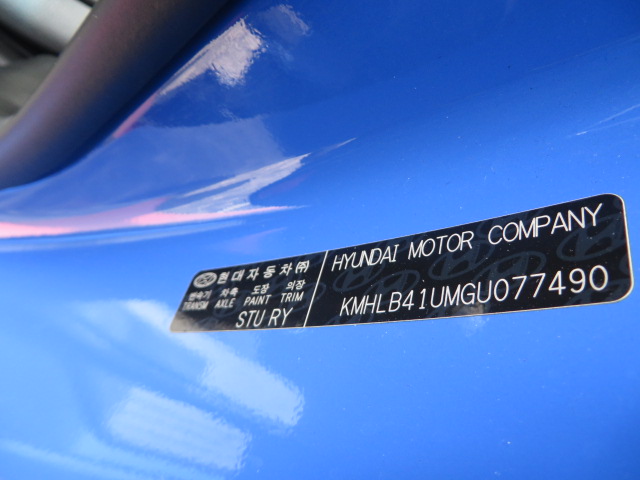 현대자동차(주)
변속기 차축 도장 의장
TRANSM AXLE PAINT TRIM
STU RY
HYUNDAI MOTOR COMPANY
KMHLB41UMGU077490